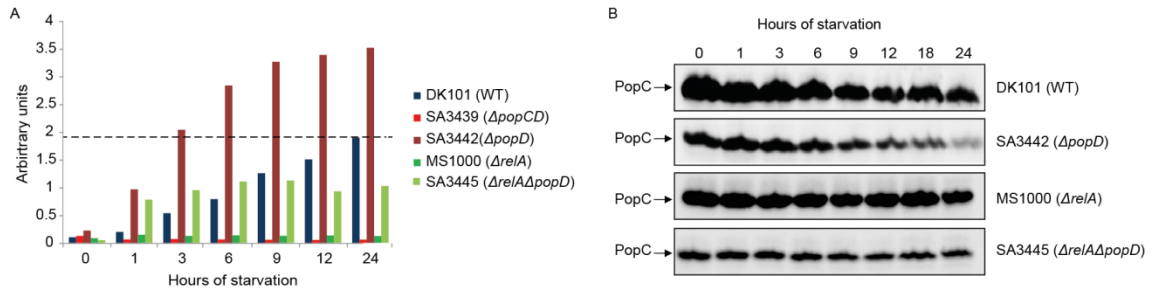 A
Arbirtrary units
4
3.5
3
2.5
2
1.5
1
0.5
0
0 1 3 6 9 12 24
Hours of starvation
DK101 (WT)
SA3439 (ΔpopCD)
SA3442(ΔpopD)
MS1000 (ΔrelA)
SA3445 (ΔrelAΔpopD)
B
Hours of starvation
0 1 3 6 9 12 18 24
PopC DK101 (WT)
PopC SA3442 (ΔpopD)
PopC MS1000 (ΔrelA)
PopC SA3445 (ΔrelAΔpopD)